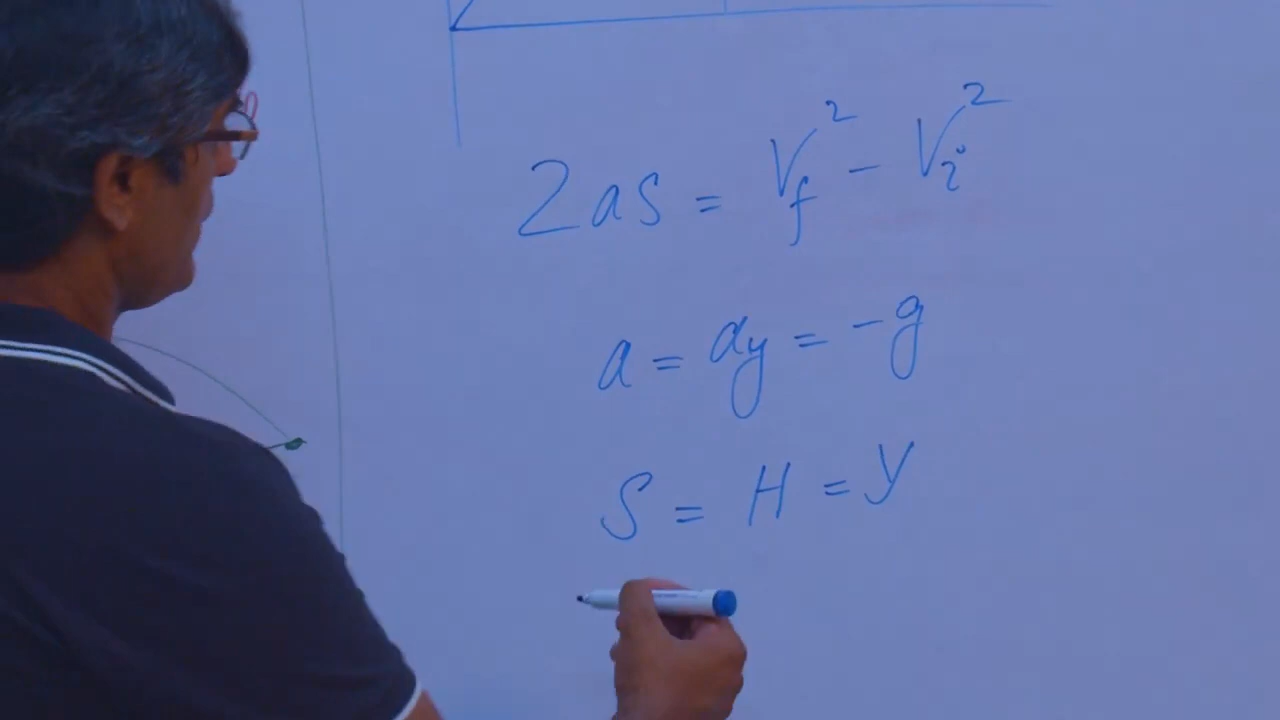 2aS = Vf² - Vi²
a = ay = -g
S = H = y